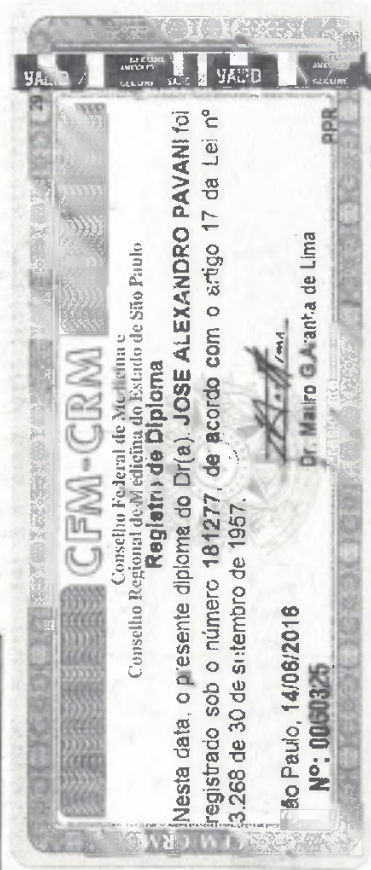 CFM-CRM
Conselho Federal de Medicina e
Conselho Regional de Medicina do Estado de São Paulo
Registro de Diploma
Nesta data, o presente diploma do Dr(a). JOSE ALEXANDRO PAVANI foi
registrado sob o número 181277, de acordo com o artigo 17 da Lei nº
3.268 de 30 de setembro de 1957.
São Paulo, 14/06/2016
Nº: 00060325
Dr. Mauro G.Aranha de Lima
PPR
29